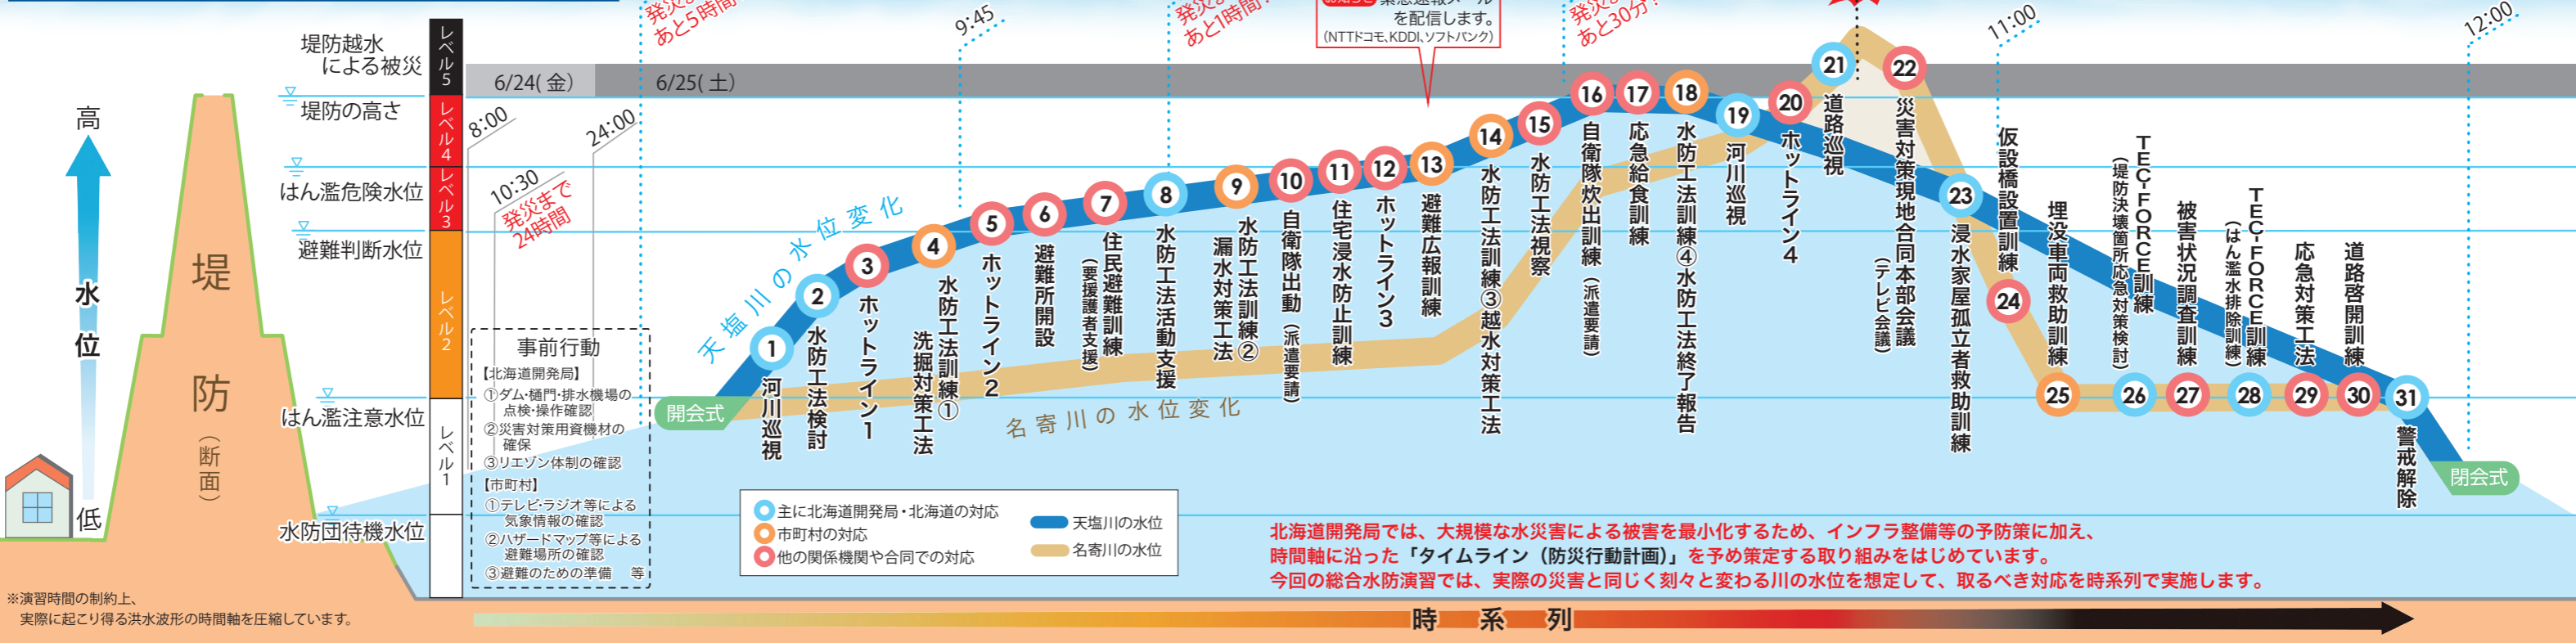 あと5時間
9:45
あと1時間
緊急速報メール
を配信します。
（NTTドコモ、KDDI、ソフトバンク）
あと30分
11:00
12:00
堤防越水
による被災
レベル5
6/24(金)
6/25(土)
高
堤防の高さ
レベル4
8:00
24:00
はん濫危険水位
レベル3
10:30
発災まで
24時間
避難判断水位
水位
堤防
（断面）
レベル2
はん濫注意水位
レベル1
低
水防団待機水位
事前行動
【北海道開発局】
①ダム・樋門・排水機場の
点検・操作確認
②災害対策用資機材の
確保
③リエゾン体制の確認
【市町村】
①テレビ・ラジオ等による
気象情報の確認
②ハザードマップ等による
避難場所の確認
③避難のための準備 等
天塩川の水位変化
名寄川の水位変化
開会式
1 河川巡視
2 水防工法検討
3 ホットライン1
4 水防工法訓練①
洗掘対策工法
5 ホットライン2
6 避難所開設
7 住民避難訓練
（要援護者支援）
8 水防工法活動支援
9 水防工法訓練②
漏水対策工法
10 自衛隊出動（派遣要請）
11 住宅浸水防止訓練
12 ホットライン3
13 避難広報訓練
14 水防工法訓練③越水対策工法
15 水防工法視察
16 自衛隊炊出訓練（派遣要請）
17 応急給食訓練
18 水防工法訓練④水防工法終了報告
19 河川巡視
20 ホットライン4
21 道路巡視
22 災害対策現地合同本部会議
（テレビ会議）
23 浸水家屋孤立者救助訓練
24 仮設橋設置訓練
25 埋没車両救助訓練
26 TEC-FORCE訓練
（堤防決壊箇所応急対策検討）
27 被害状況調査訓練
28 TEC-FORCE訓練
（はん濫水排除訓練）
29 応急対策工法
30 道路啓開訓練
31 警戒解除
閉会式
主に北海道開発局・北海道の対応
市町村の対応
他の関係機関や合同での対応
天塩川の水位
名寄川の水位
北海道開発局では、大規模な水災害による被害を最小化するため、インフラ整備等の予防策に加え、
時間軸に沿った「タイムライン（防災行動計画）」を予め策定する取り組みをはじめています。
今回の総合水防演習では、実際の災害と同じく刻々と変わる川の水位を想定して、取るべき対応を時系列で実施します。
※演習時間の制約上、
実際に起こり得る洪水波形の時間軸を圧縮しています。
時系列